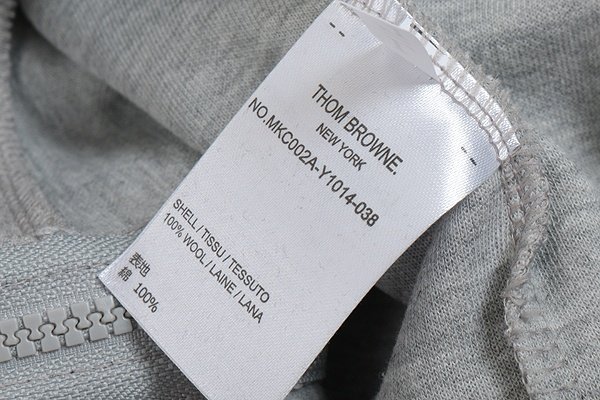 THOM BROWNE.
NEW YORK
NO.MKC002A-Y1014-038
SHELL / TISSU / TESSUTO
100% WOOL / LAINE / LANA
表地
綿 100%